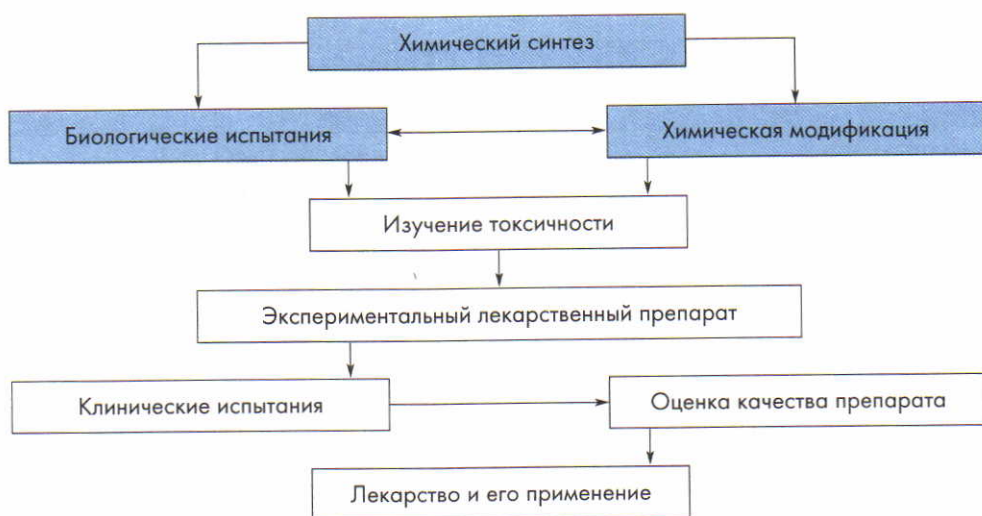 Химический синтез
Биологические испытания
Химическая модификация
Изучение токсичности
Экспериментальный лекарственный препарат
Клинические испытания
Оценка качества препарата
Лекарство и его применение